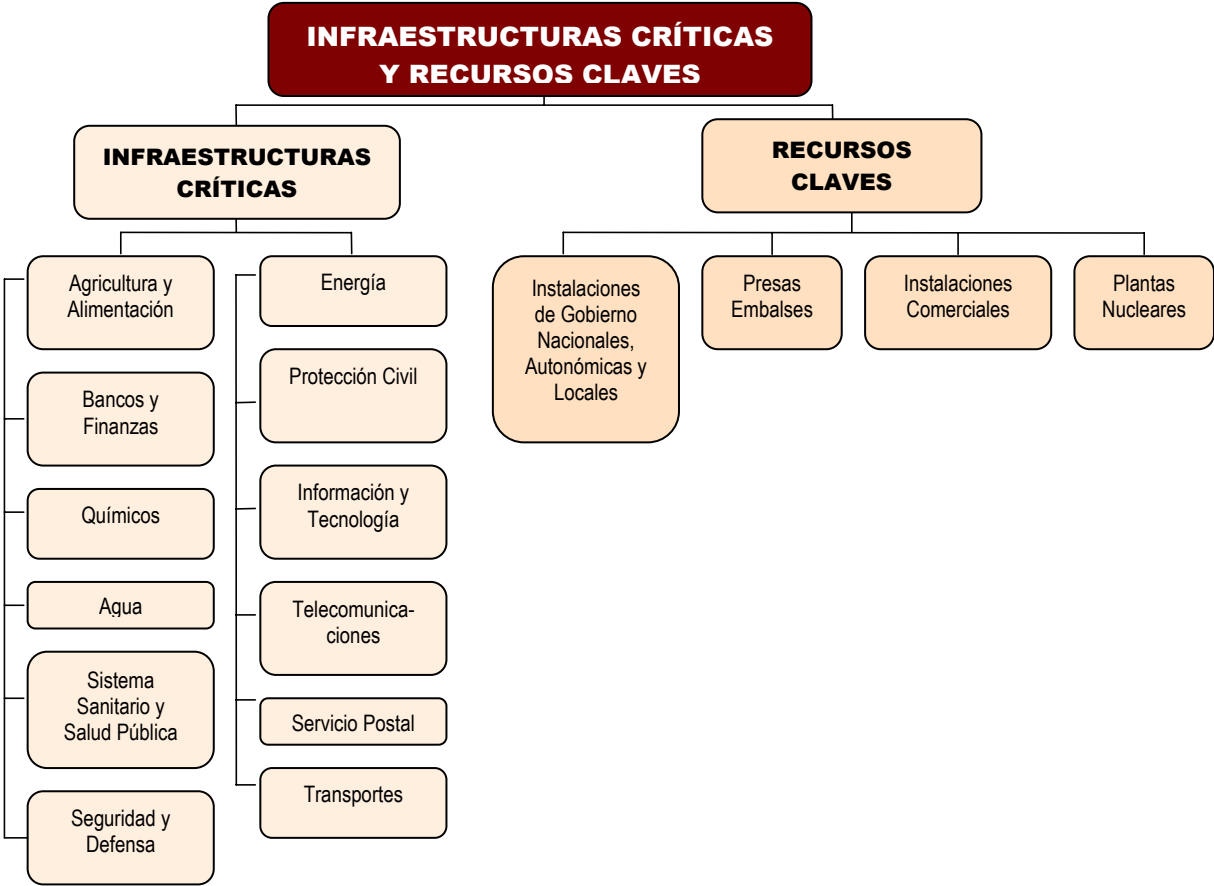 INFRAESTRUCTURAS CRÍTICAS
Y RECURSOS CLAVES
INFRAESTRUCTURAS
CRÍTICAS
RECURSOS
CLAVES
Agricultura y
Alimentación
Bancos y
Finanzas
Químicos
Agua
Sistema
Sanitario y
Salud Pública
Seguridad y
Defensa
Energía
Protección Civil
Información y
Tecnología
Telecomunica-
ciones
Servicio Postal
Transportes
Instalaciones
de Gobierno
Nacionales,
Autonómicas y
Locales
Presas
Embalses
Instalaciones
Comerciales
Plantas
Nucleares